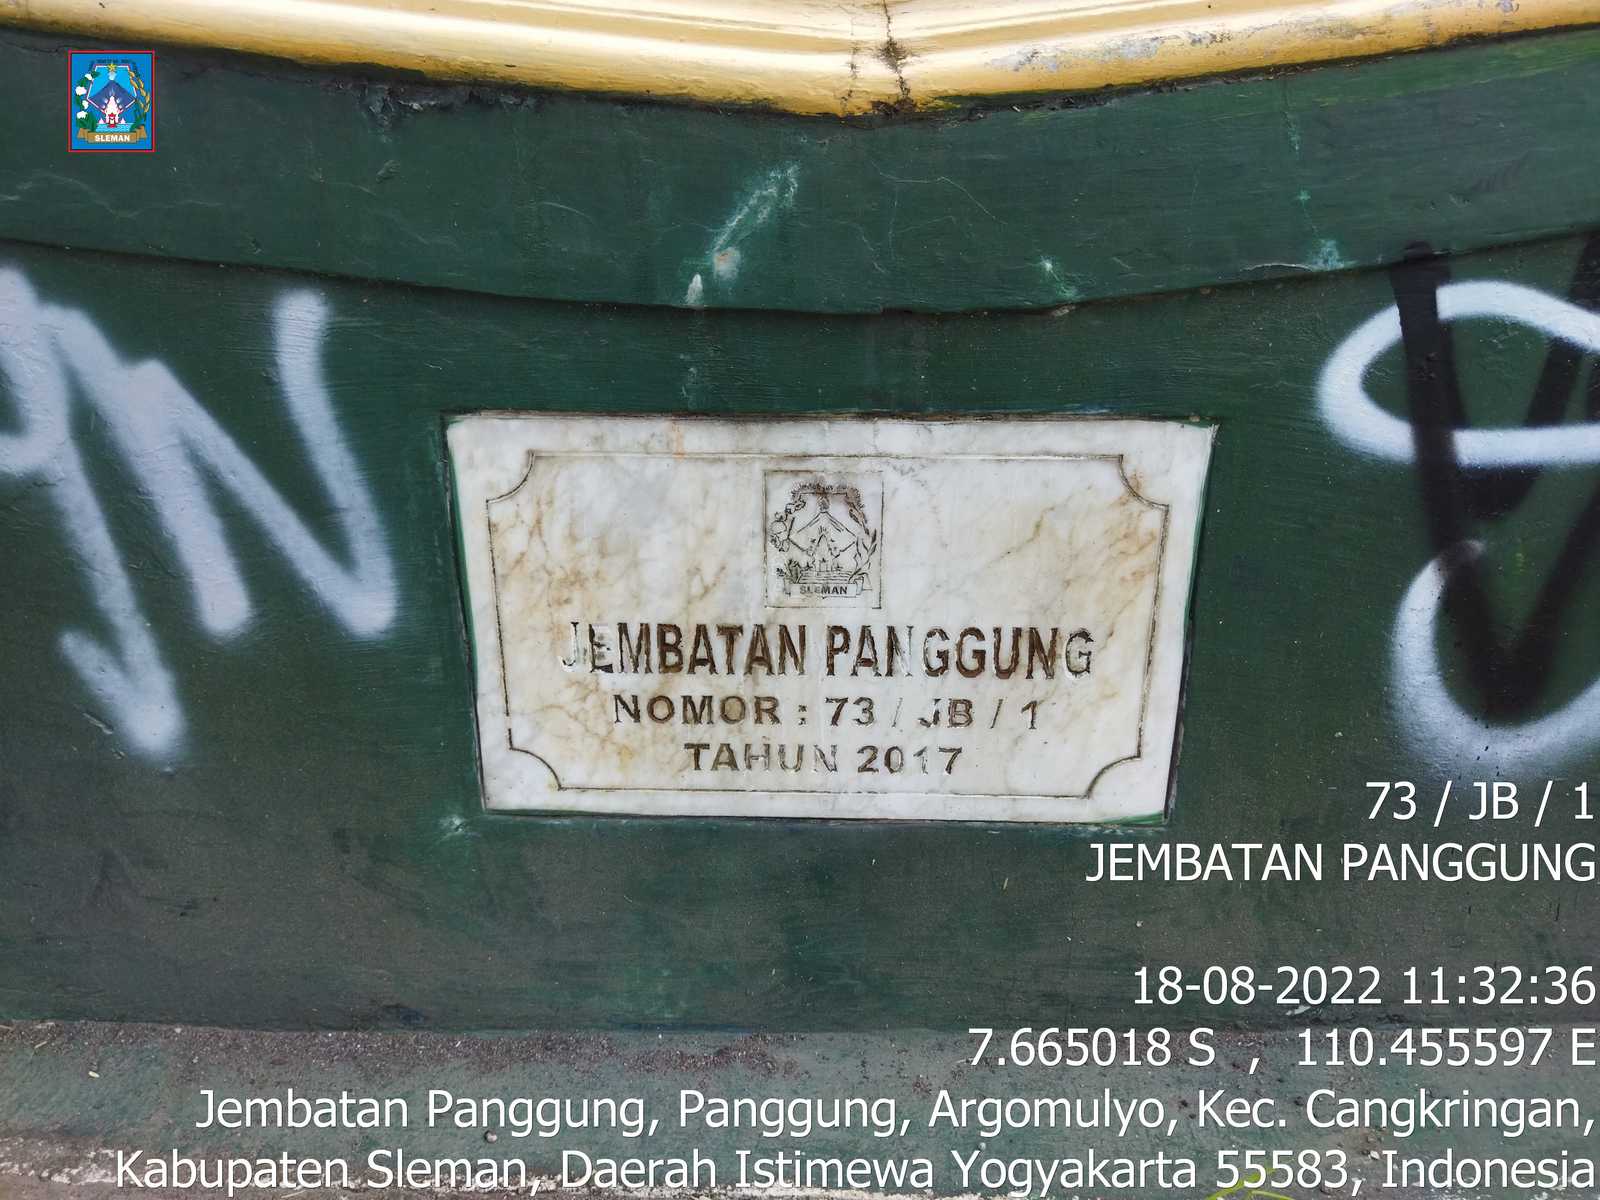 SLEMAN
SLEMAN
JEMBATAN PANGGUNG
NOMOR : 73 / JB / 1
TAHUN 2017
73 / JB / 1
JEMBATAN PANGGUNG
18-08-2022 11:32:36
7.665018 S , 110.455597 E
Jembatan Panggung, Panggung, Argomulyo, Kec. Cangkringan,
Kabupaten Sleman, Daerah Istimewa Yogyakarta 55583, Indonesia